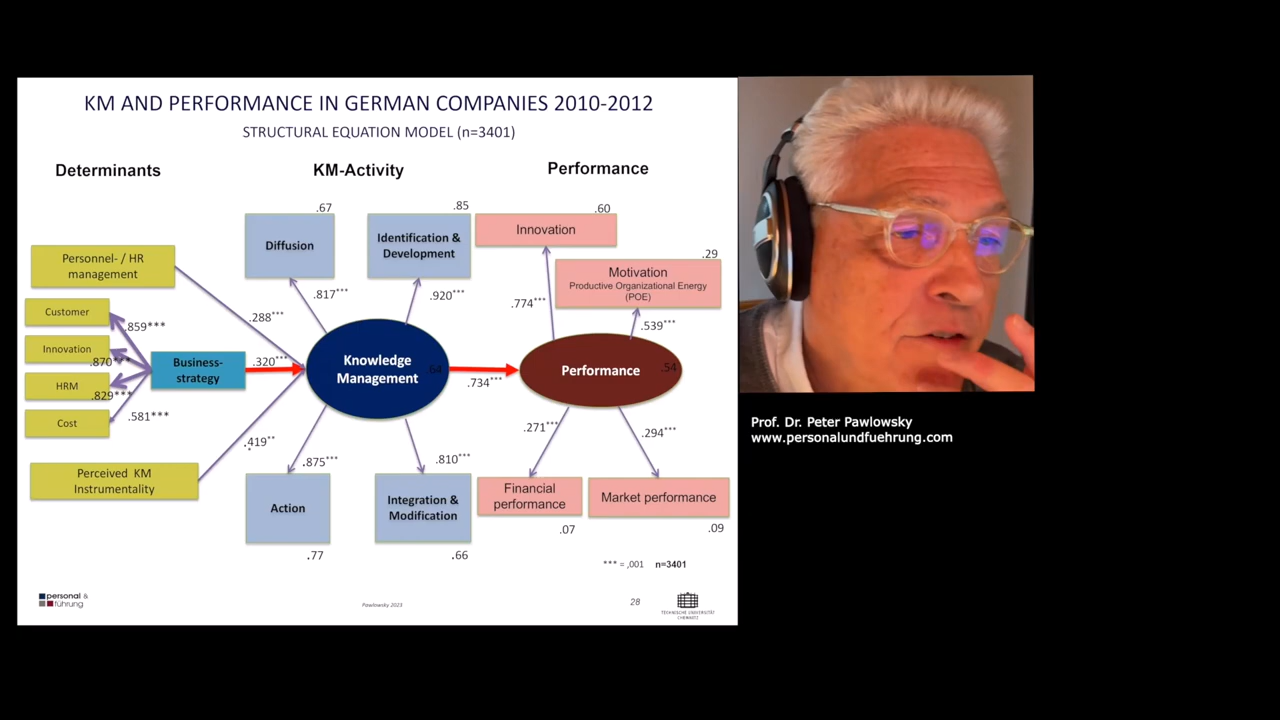 KM AND PERFORMANCE IN GERMAN COMPANIES 2010-2012
STRUCTURAL EQUATION MODEL (n=3401)
Determinants
KM-Activity
Performance
Personnel- / HR
management
Customer
Innovation
HRM
Cost
.859***
.870***
.829***
.581***
Business-
strategy
Perceived KM
Instrumentality
.288***
.320***
.419**
.67
Diffusion
.817***
.85
Identification &
Development
.920***
Knowledge
Management
.64
.875***
Action
.77
.810***
Integration &
Modification
.66
.734***
.60
Innovation
.774***
.29
Motivation
Productive Organizational Energy
(POE)
.539***
Performance
.54
.271***
.294***
Financial
performance
.07
Market performance
.09
*** = ,001 n=3401
personal &
führung
Pawlowsky 2023
28
TECHNISCHE UNIVERSITÄT
CHEMNITZ
Prof. Dr. Peter Pawlowsky
www.personalundfuehrung.com